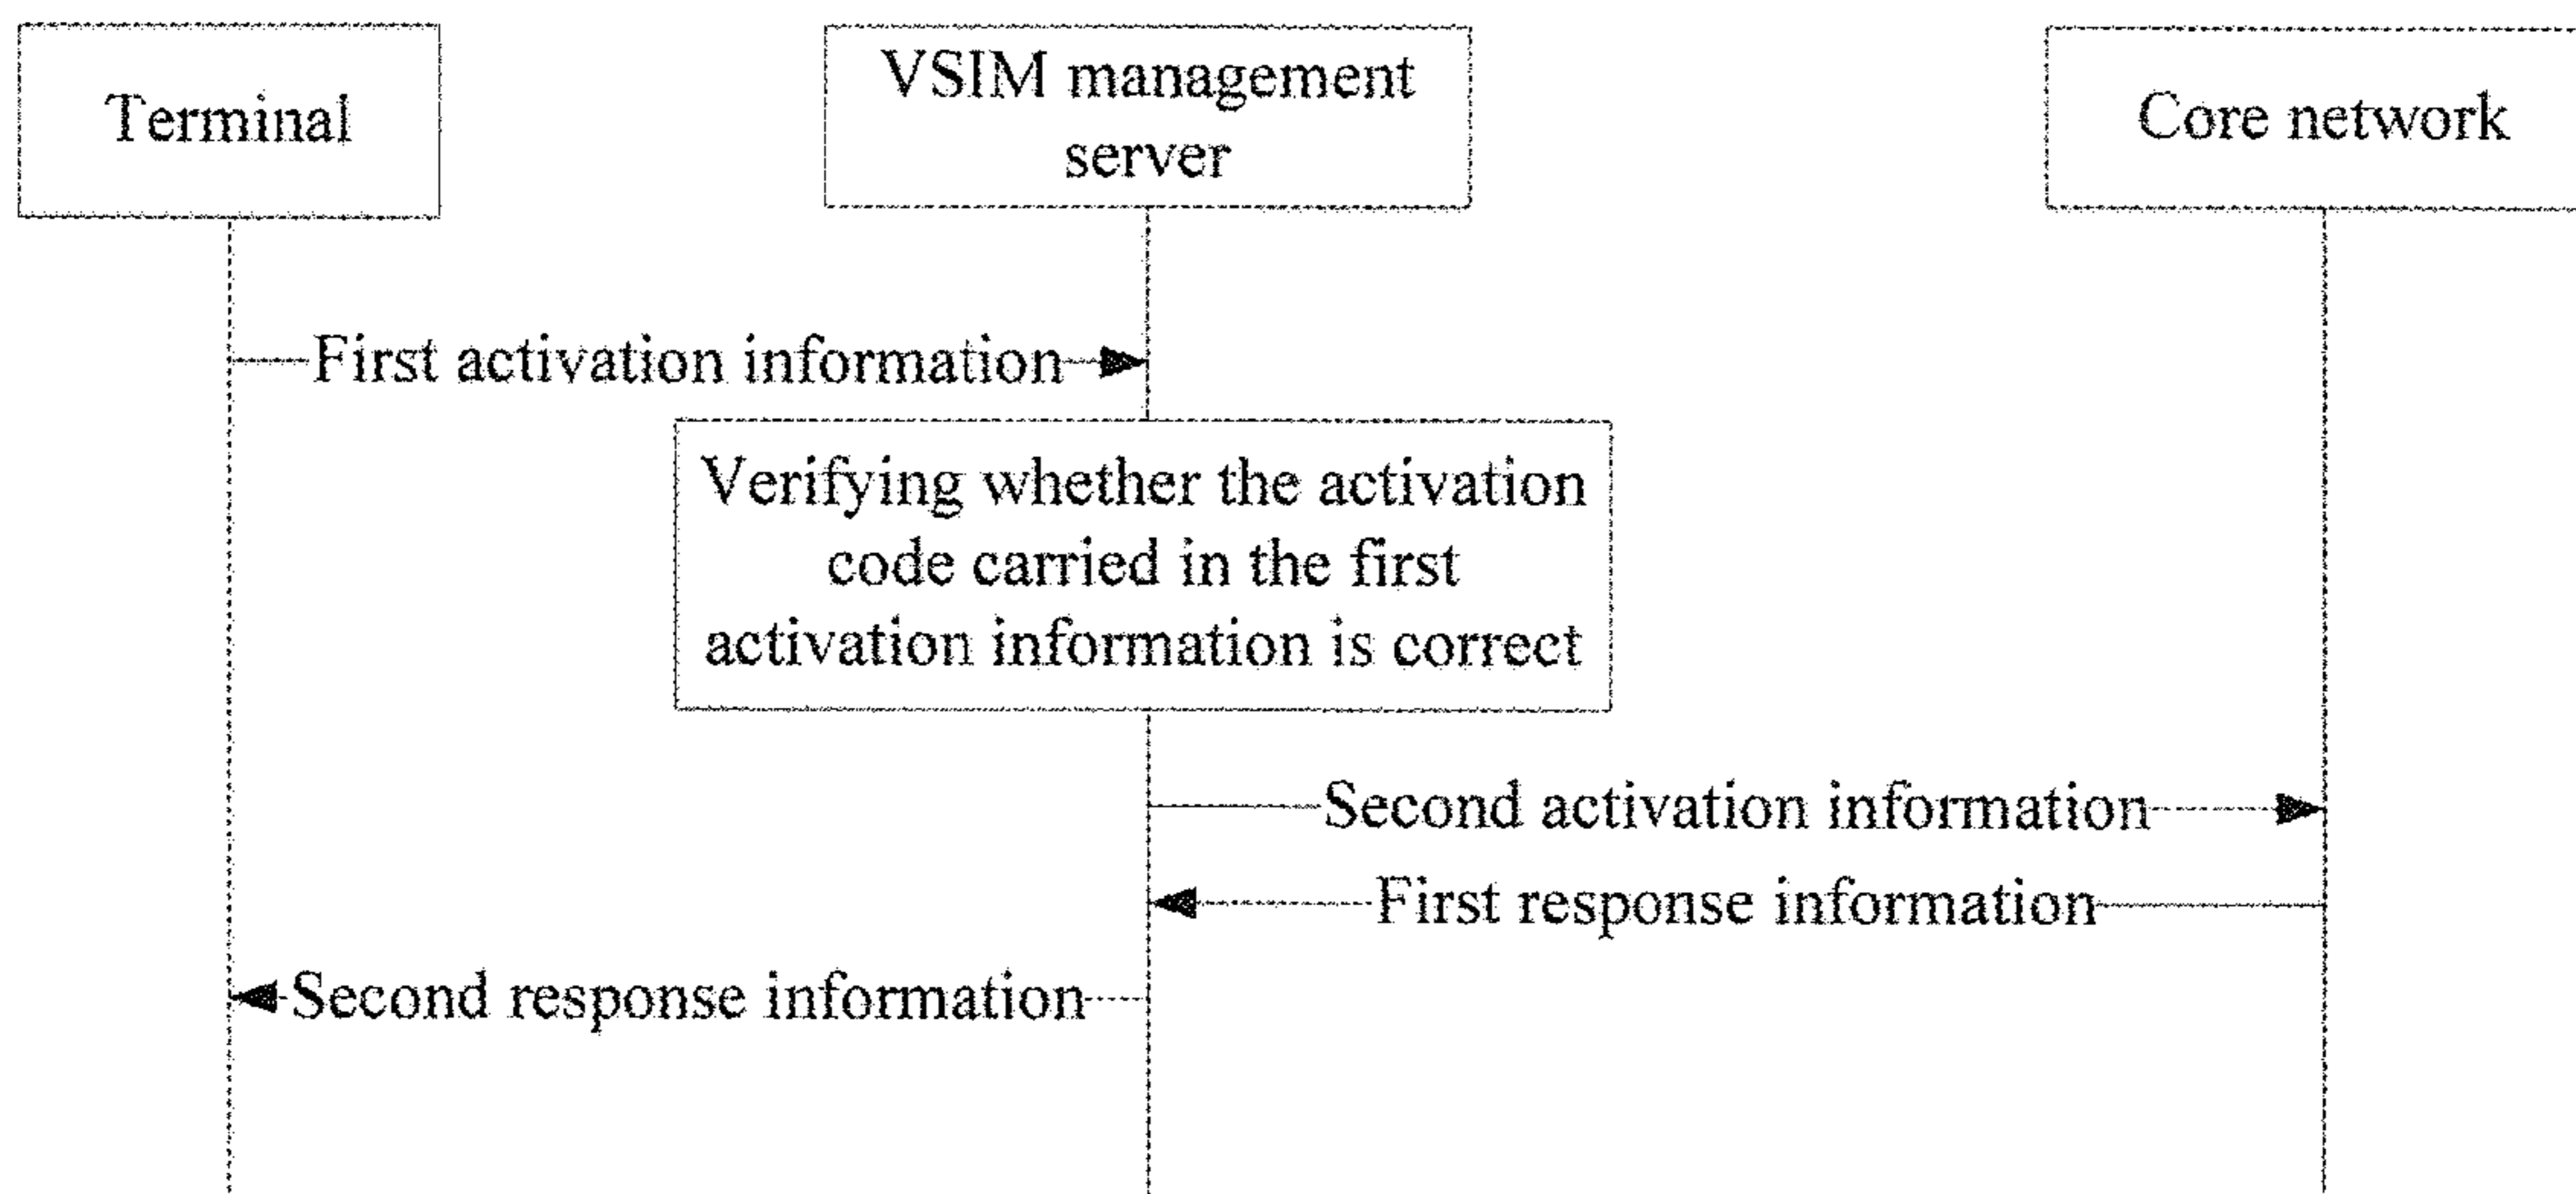 Terminal
VSIM management
server
Core network
First activation information
Verifying whether the activation
code carried in the first
activation information is correct
Second activation information
First response information
Second response information